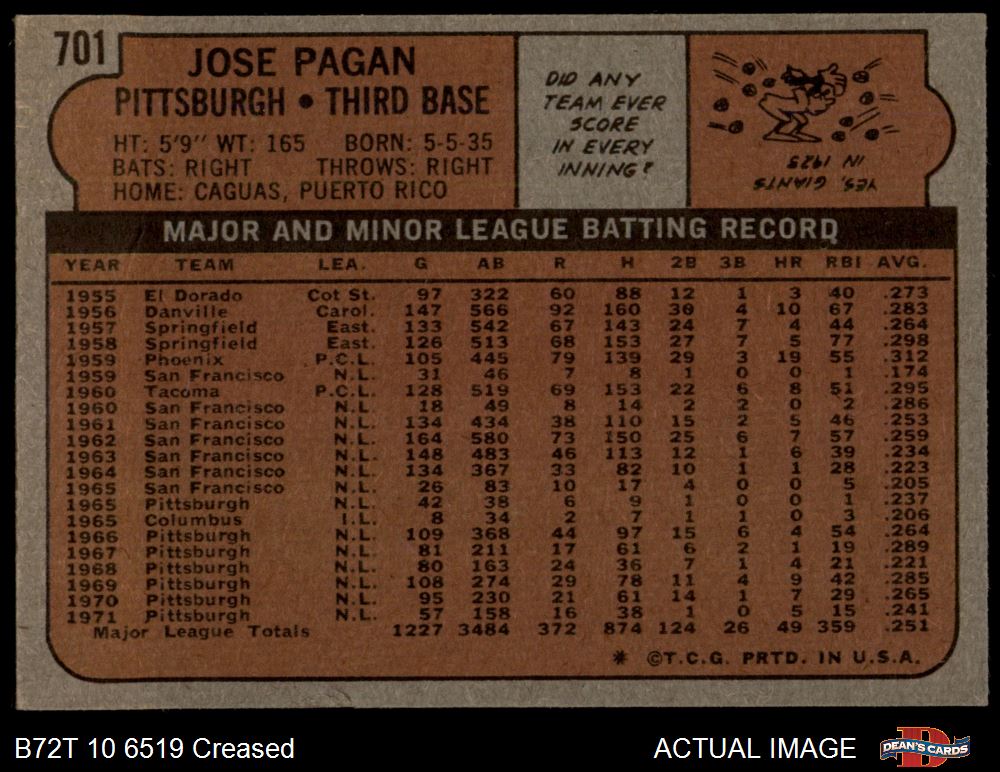 701
JOSE PAGAN
PITTSBURGH • THIRD BASE
HT: 5'9" WT: 165 BORN: 5-5-35
BATS: RIGHT THROWS: RIGHT
HOME: CAGUAS, PUERTO RICO
DID ANY
TEAM EVER
SCORE
IN EVERY
INNING?
YES, GIANTS
IN 1923
MAJOR AND MINOR LEAGUE BATTING RECORD
YEAR TEAM LEA. G AB R H 2B 3B HR RBI AVG.
1955 El Dorado Cot St. 97 322 60 88 12 1 3 40 .273
1956 Danville Carol. 147 566 92 160 30 4 10 67 .283
1957 Springfield East. 133 542 67 143 24 7 4 44 .264
1958 Springfield East. 126 513 68 153 27 7 5 77 .298
1959 Phoenix P.C.L. 105 445 79 139 29 3 19 55 .312
1959 San Francisco N.L. 31 46 7 8 1 0 0 1 .174
1960 Tacoma P.C.L. 128 519 69 153 22 6 8 51 .295
1960 San Francisco N.L. 18 49 8 14 2 2 0 2 .286
1961 San Francisco N.L. 134 434 38 110 15 2 5 46 .253
1962 San Francisco N.L. 164 580 73 150 25 6 7 57 .259
1963 San Francisco N.L. 148 483 46 113 12 1 6 39 .234
1964 San Francisco N.L. 134 367 33 82 10 1 1 28 .223
1965 San Francisco N.L. 26 83 10 17 4 0 0 5 .205
1965 Pittsburgh N.L. 42 38 6 9 1 0 0 1 .237
1965 Columbus I.L. 8 34 2 7 1 1 0 3 .206
1966 Pittsburgh N.L. 109 368 44 97 15 6 4 54 .264
1967 Pittsburgh N.L. 81 211 17 61 6 2 1 19 .289
1968 Pittsburgh N.L. 80 163 24 36 7 1 4 21 .221
1969 Pittsburgh N.L. 108 274 29 78 11 4 9 42 .285
1970 Pittsburgh N.L. 95 230 21 61 14 1 7 29 .265
1971 Pittsburgh N.L. 57 158 16 38 1 0 5 15 .241
Major League Totals 1227 3484 372 874 124 26 49 359 .251
* ©T.C.G. PRTD. IN U.S.A.
B72T 10 6519 Creased
ACTUAL IMAGE
DEAN'S CARDS